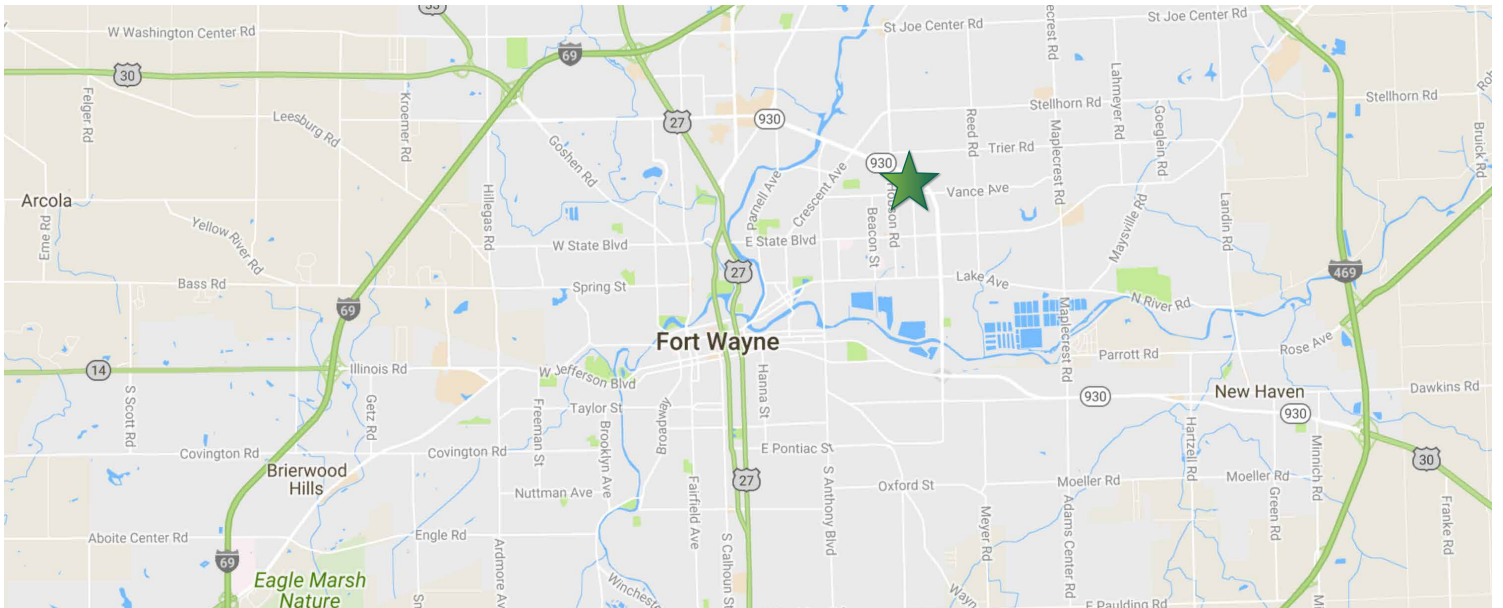 33
W Washington Center Rd
St Joe Center Rd
St Joe Center Rd
69
30
Felger Rd
Kroemer Rd
Leesburg Rd
27
930
Maplecrest Rd
Lahmeyer Rd
Stellhorn Rd
Goeglein Rd
Stellhorn Rd
Reed Rd
Bruick Rd
Goshen Rd
Trier Rd
930
Arcola
Hillegas Rd
Parnell Ave
Crescent Ave
Vance Ave
Eme Rd
Yellow River Rd
W State Blvd
E State Blvd
Beacon St
Maysville Rd
Landin Rd
Bass Rd
Spring St
27
Lake Ave
469
69
N River Rd
Fort Wayne
Maplecrest Rd
Parrott Rd
Rose Ave
14
Illinois Rd
W Jefferson Blvd
Hanna St
S Scott Rd
Getz Rd
Freeman St
Taylor St
Brooklyn Ave
Broadway
930
New Haven
930
Dawkins Rd
Covington Rd
Covington Rd
E Pontiac St
Hartzell Rd
Minnich Rd
30
Brierwood
Hills
Nuttman Ave
Fairfield Ave
27
S Anthony Blvd
Oxford St
Moeller Rd
Moeller Rd
Green Rd
Franke Rd
Aboite Center Rd
Engle Rd
Ardmore Ave
S Calhoun St
Meyer Rd
Adams Center Rd
69
Eagle Marsh
Nature
E Paulding Rd